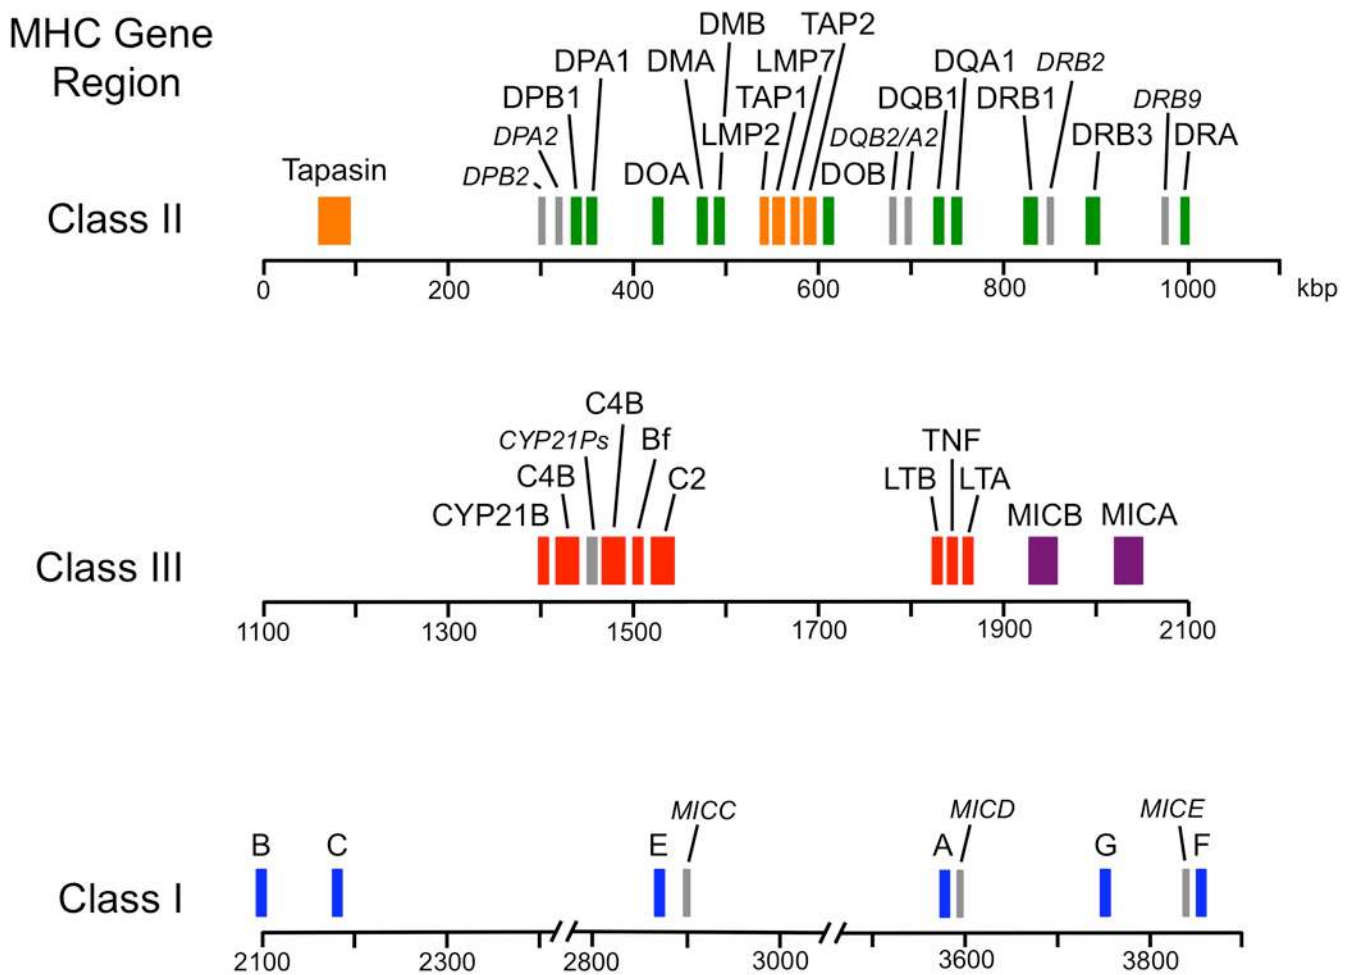 MHC Gene
Region
DMB TAP2
DPA1 DMA LMP7 DQA1 DRB2
DPB1 TAP1 DQB1 DRB1 DRB9
DPA2 LMP2 DQB2/A2 DRB3 DRA
Tapasin DPB2 DOA DOB
Class II
0 200 400 600 800 1000 kbp
C4B
CYP21Ps Bf TNF
C4B C2 LTB LTA
CYP21B MICB MICA
Class III
1100 1300 1500 1700 1900 2100
MICC MICD MICE
B C E A G F
Class I
2100 2300 2800 3000 3600 3800